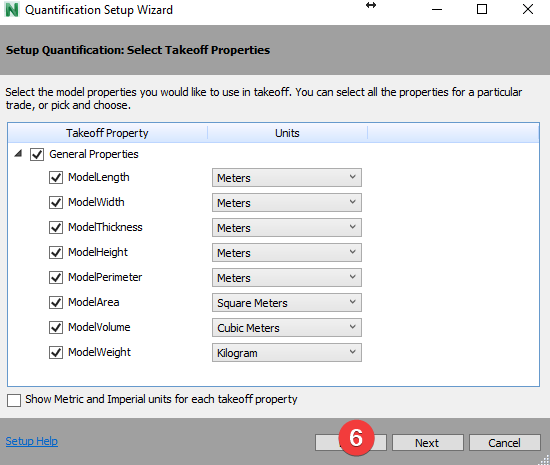 Quantification Setup Wizard
Setup Quantification: Select Takeoff Properties
Select the model properties you would like to use in takeoff. You can select all the properties for a particular
trade, or pick and choose.
Takeoff Property Units
General Properties
ModelLength Meters
ModelWidth Meters
ModelThickness Meters
ModelHeight Meters
ModelPerimeter Meters
ModelArea Square Meters
ModelVolume Cubic Meters
ModelWeight Kilogram
Show Metric and Imperial units for each takeoff property
Setup Help 6 Next Cancel